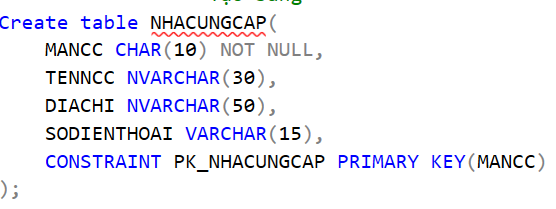 Create table NHACUNGCAP(
MANCC CHAR(10) NOT NULL,
TENNCC NVARCHAR(30),
DIACHI NVARCHAR(50),
SODIENTHOAI VARCHAR(15),
CONSTRAINT PK_NHACUNGCAP PRIMARY KEY(MANCC)
);